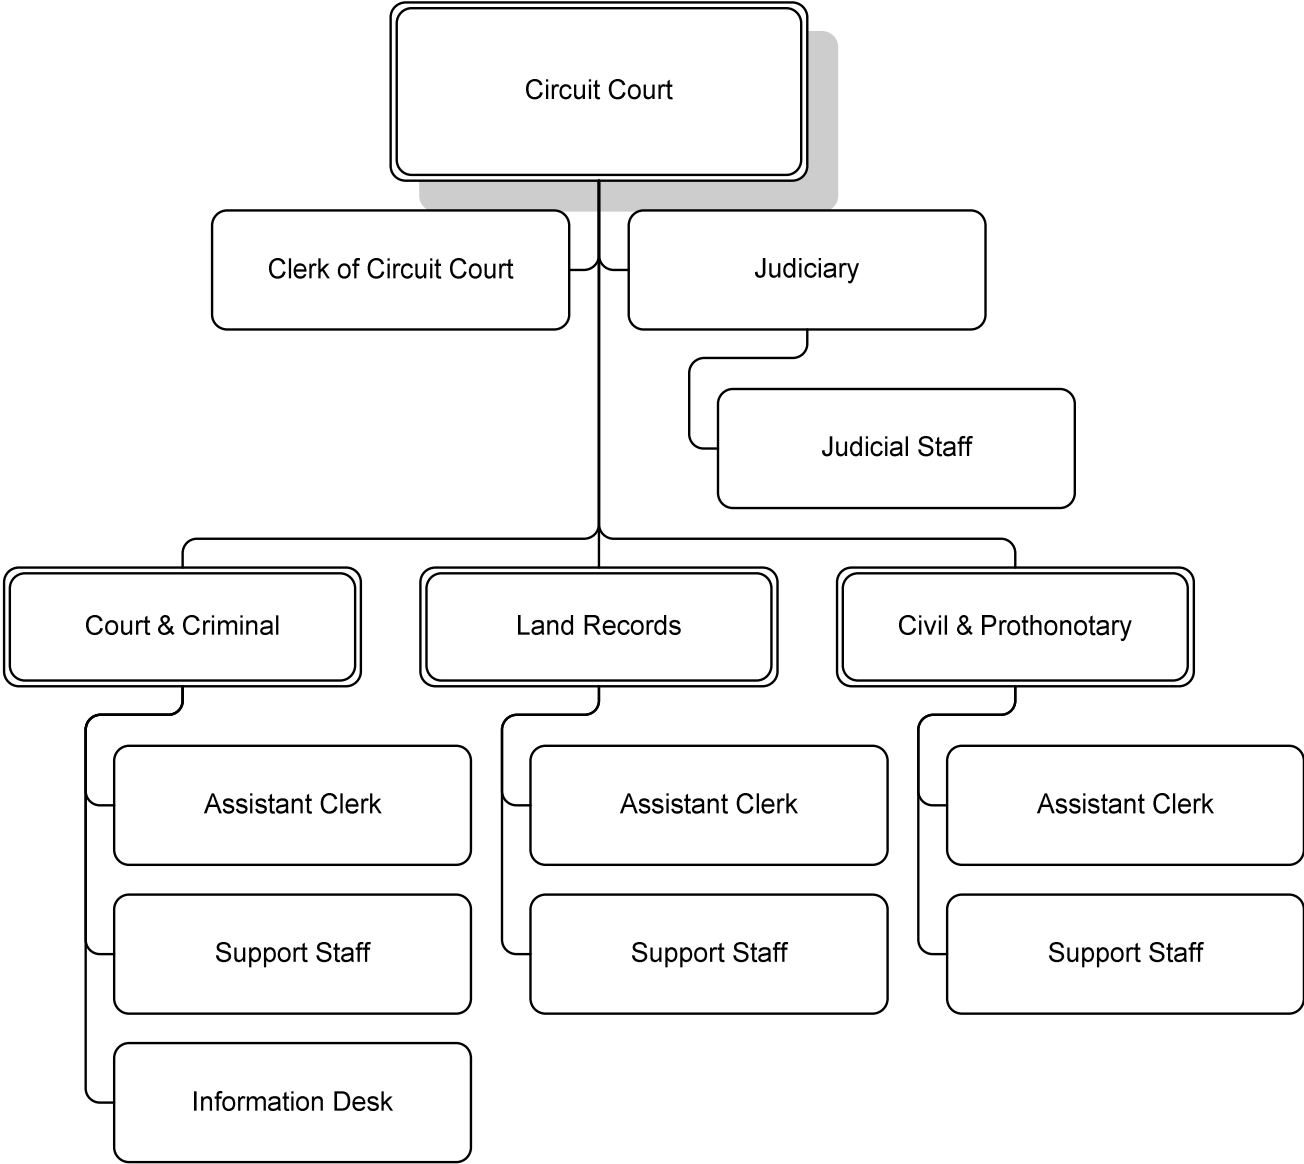 Circuit Court
Clerk of Circuit Court
Judiciary
Judicial Staff
Court & Criminal
Land Records
Civil & Prothonotary
Assistant Clerk
Assistant Clerk
Assistant Clerk
Support Staff
Support Staff
Support Staff
Information Desk